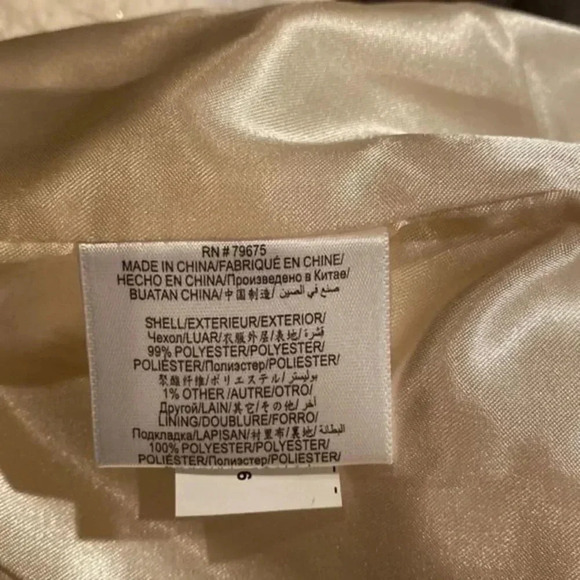 RN#79675
MADE IN CHINA/FABRIQUÉ EN CHINE/
HECHO EN CHINA/Произведено в Китае/
BUATAN CHINA/中国制造/ صنع في الصين/
SHELL/EXTERIEUR/EXTERIOR/
Чехол/LUAR/衣服外层/表地/قشرة/
99% POLYESTER/POLYESTER/
POLIÉSTER/Полиэстер/POLIESTER/
聚酯纤维/ポリエステル/بوليستر/
1% OTHER/AUTRE/OTRO/
Другой/LAIN/其它/その他/آخر/
LINING/DOUBLURE/FORRO/
Подкладка/LAPISAN/衬里布/裏地/البطانة/
100% POLYESTER/POLYESTER/
POLIÉSTER/Полиэстер/POLIESTER/